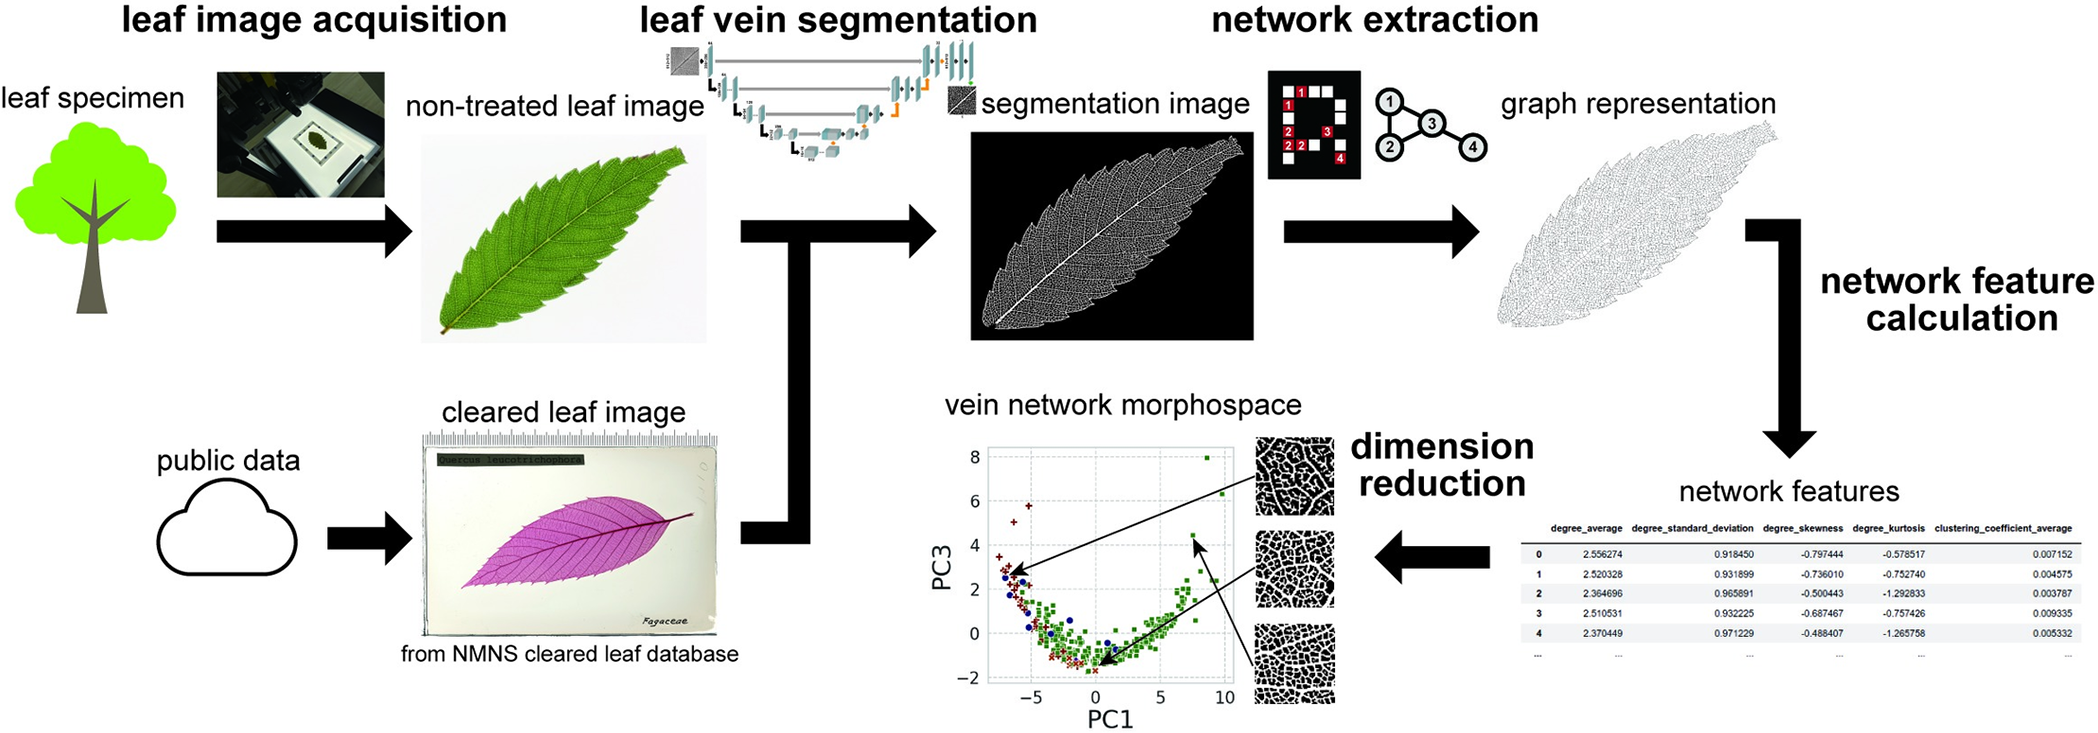 leaf image acquisition
leaf vein segmentation
network extraction
leaf specimen
non-treated leaf image
segmentation image
1
1
2
3
2 2
4
1
3
2
4
graph representation
network feature
calculation
public data
cleared leaf image
Quercus leucotrichophora
Fagaceae
from NMNS cleared leaf database
vein network morphospace
8
6
4
2
0
−2
PC3
−5 0 5 10
PC1
dimension
reduction
network features
degree_average degree_standard_deviation degree_skewness degree_kurtosis clustering_coefficient_average
0 2.556274 0.918450 -0.797444 -0.578517 0.007152
1 2.520328 0.931899 -0.736010 -0.752740 0.004575
2 2.364696 0.965891 -0.500443 -1.292833 0.003787
3 2.510531 0.932225 -0.687467 -0.757426 0.009335
4 2.370449 0.971229 -0.488407 -1.265758 0.005332
... ... ... ... ... ...